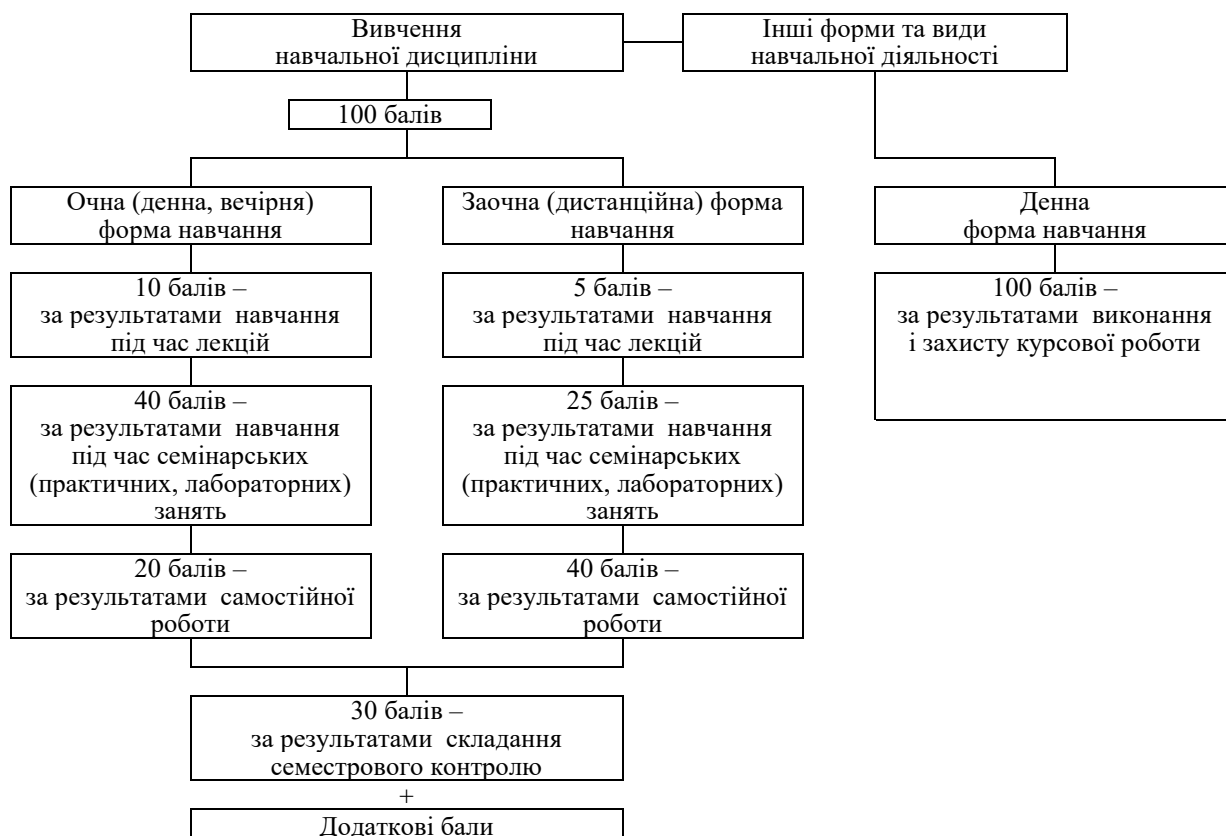 Вивчення
навчальної дисципліни
Інші форми та види
навчальної діяльності
100 балів
Очна (денна, вечірня)
форма навчання
Заочна (дистанційна) форма
навчання
Денна
форма навчання
10 балів –
за результатами навчання
під час лекцій
5 балів –
за результатами навчання
під час лекцій
100 балів –
за результатами виконання
і захисту курсової роботи
40 балів –
за результатами навчання
під час семінарських
(практичних, лабораторних)
занять
25 балів –
за результатами навчання
під час семінарських
(практичних, лабораторних)
занять
20 балів –
за результатами самостійної
роботи
40 балів –
за результатами самостійної
роботи
30 балів –
за результатами складання
семестрового контролю
+
Додаткові бали